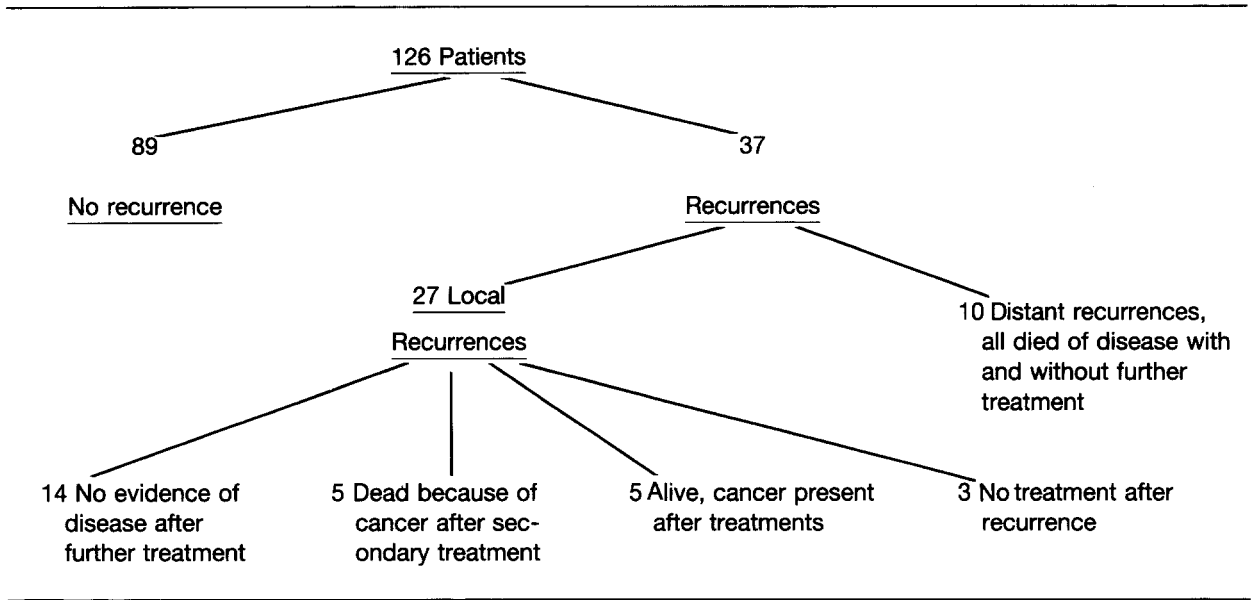 126 Patients
89
37
No recurrence
Recurrences
27 Local
Recurrences
10 Distant recurrences,
all died of disease with
and without further
treatment
14 No evidence of
disease after
further treatment
5 Dead because of
cancer after sec-
ondary treatment
5 Alive, cancer present
after treatments
3 No treatment after
recurrence